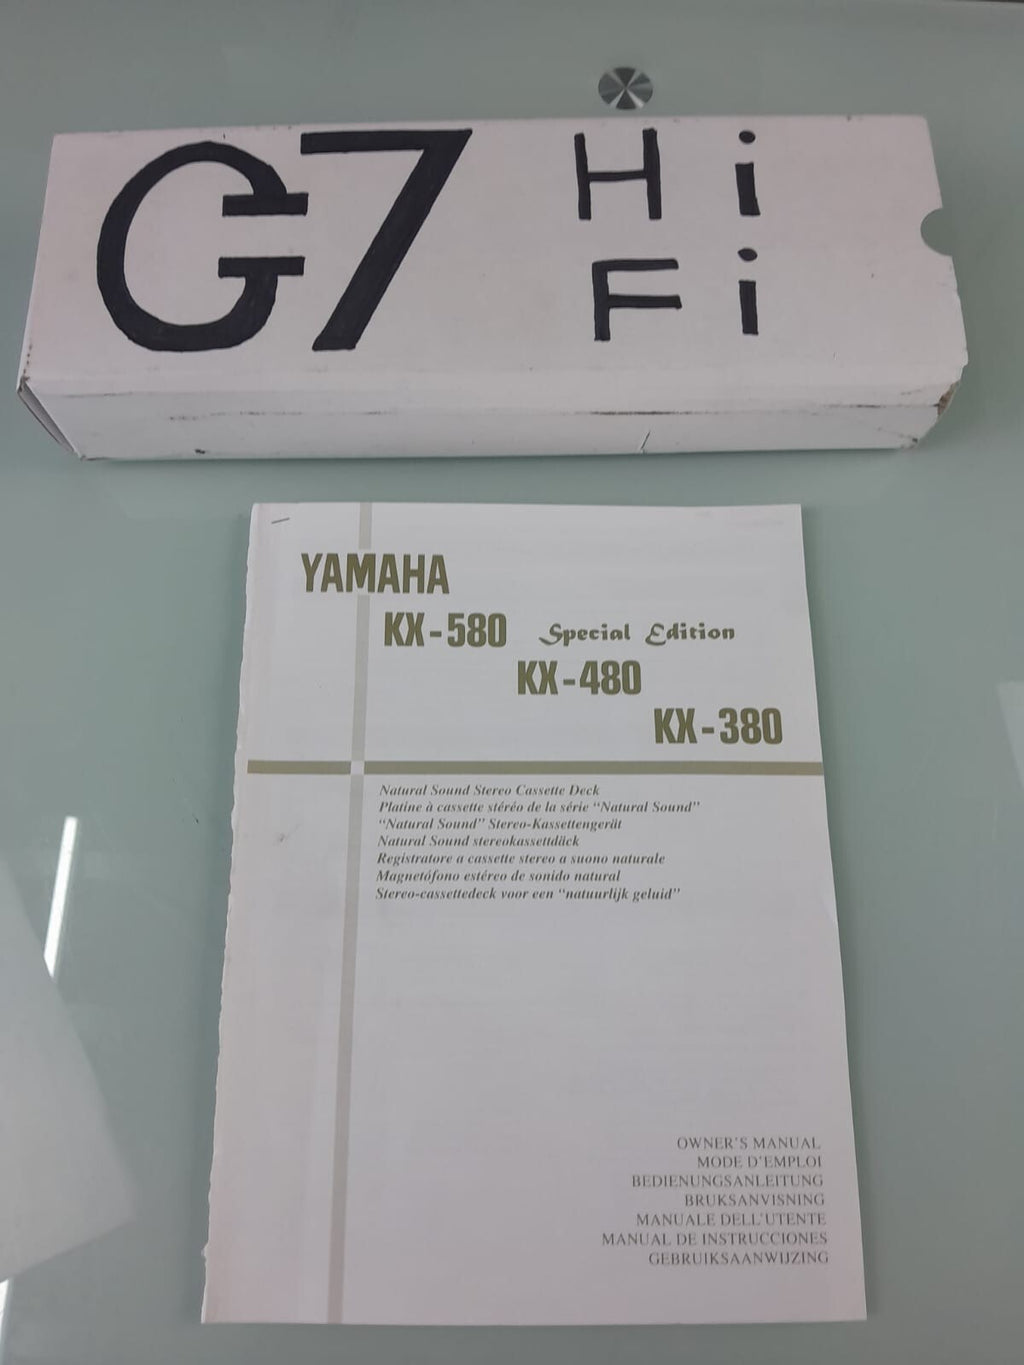 G7 Hi
Fi
YAMAHA
KX-580 Special Edition
KX-480
KX-380
Natural Sound Stereo Cassette Deck
Platine à cassette stéréo de la série “Natural Sound”
“Natural Sound” Stereo-Kassettengerät
Natural Sound stereokassettdäck
Registratore a cassette stereo a suono naturale
Magnetófono estéreo de sonido natural
Stereo-cassettedeck voor een “natuurlijk geluid”
OWNER'S MANUAL
MODE D'EMPLOI
BEDIENUNGSANLEITUNG
BRUKSANVISNING
MANUALE DELL'UTENTE
MANUAL DE INSTRUCCIONES
GEBRUIKSAANWIJZING